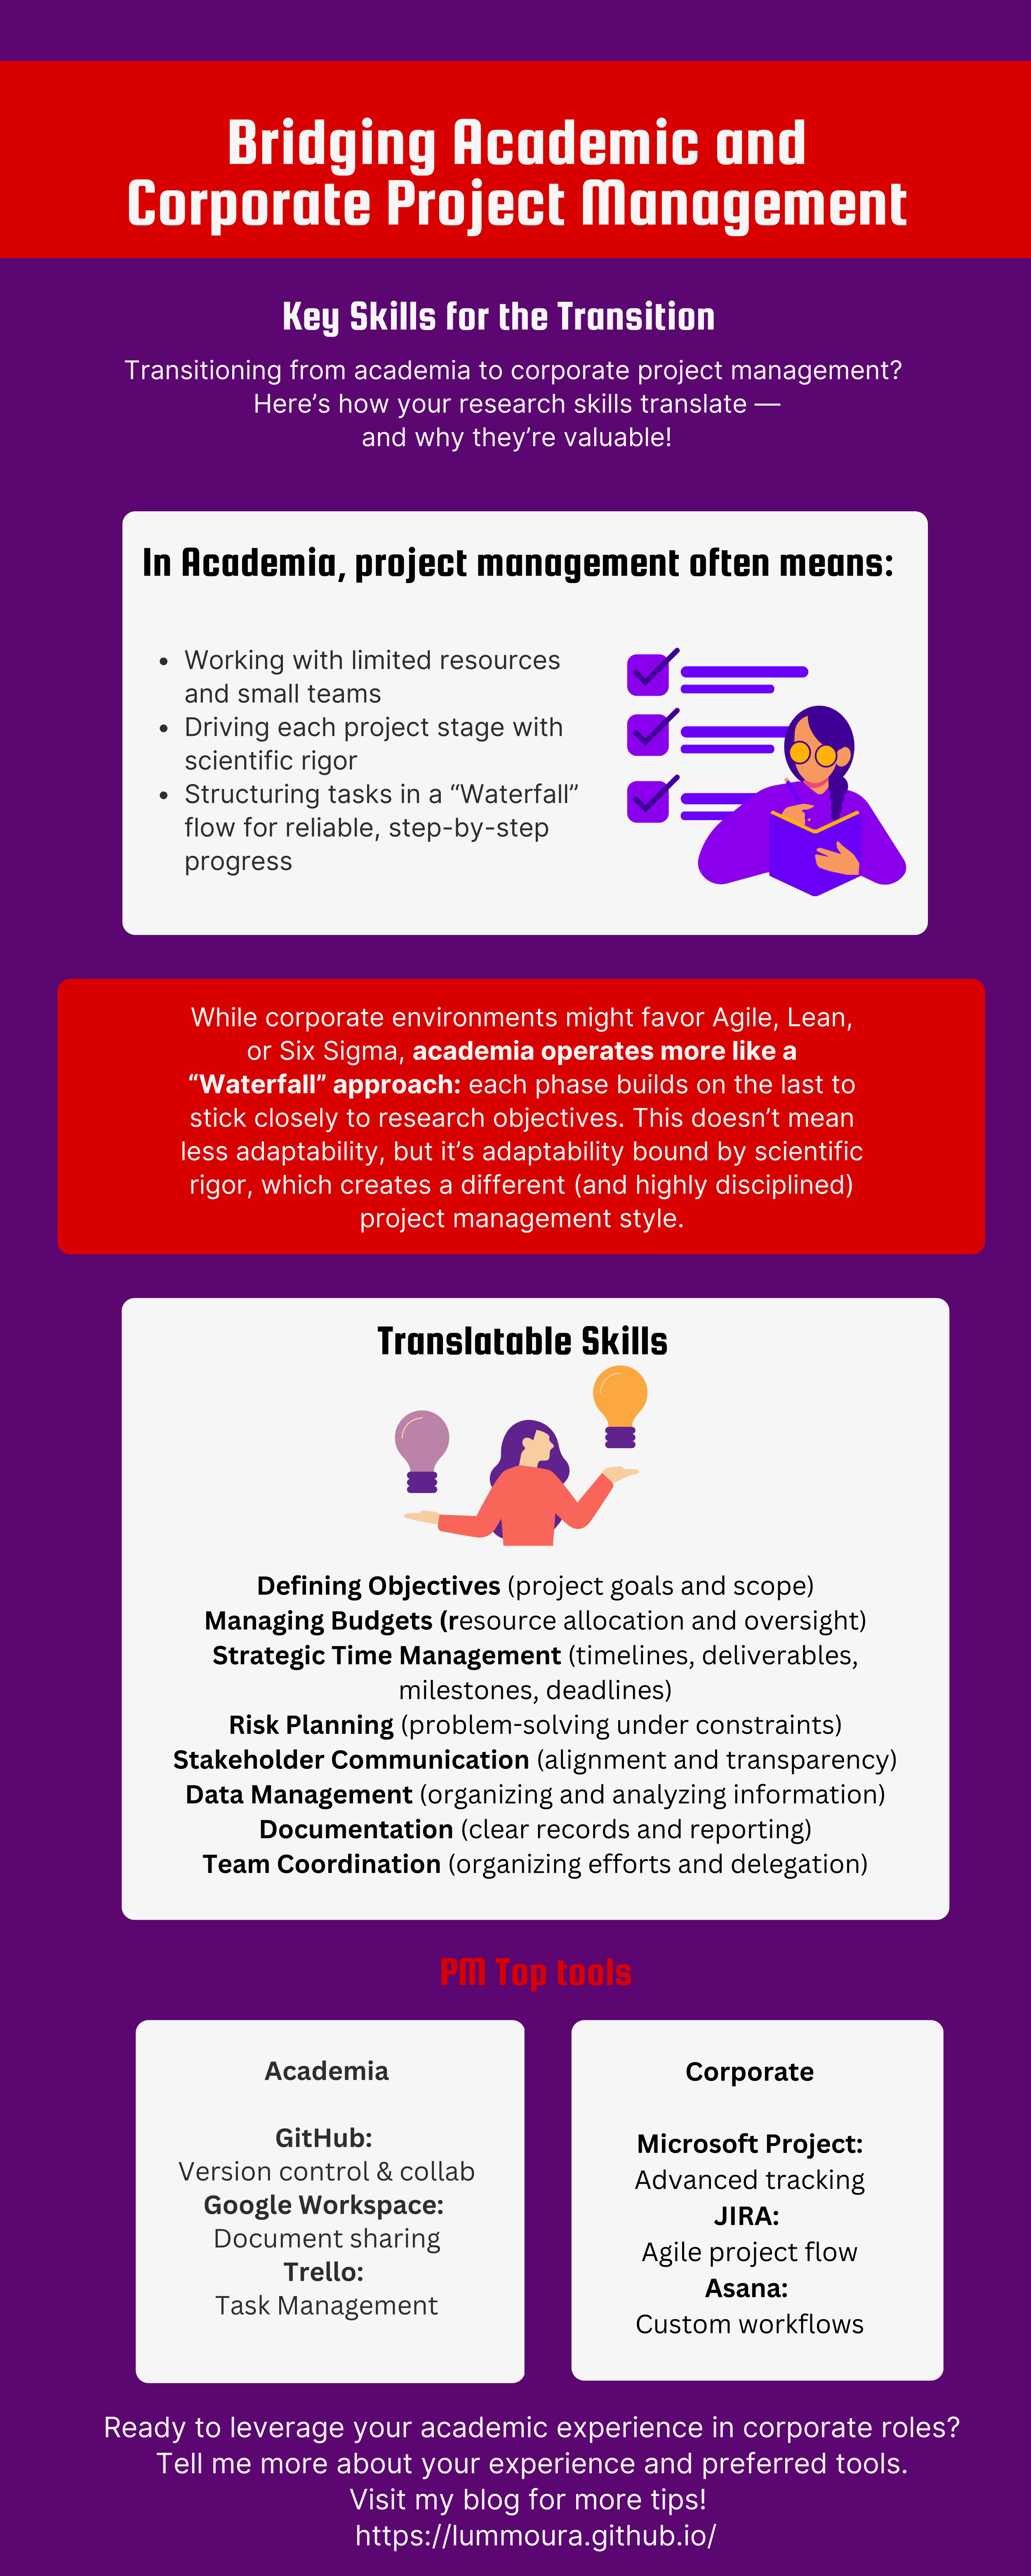 Bridging Academic and
Corporate Project Management
Key Skills for the Transition
Transitioning from academia to corporate project management?
Here’s how your research skills translate —
and why they’re valuable!
In Academia, project management often means:
• Working with limited resources
and small teams
• Driving each project stage with
scientific rigor
• Structuring tasks in a “Waterfall”
flow for reliable, step-by-step
progress
While corporate environments might favor Agile, Lean,
or Six Sigma, academia operates more like a
“Waterfall” approach: each phase builds on the last to
stick closely to research objectives. This doesn’t mean
less adaptability, but it’s adaptability bound by scientific
rigor, which creates a different (and highly disciplined)
project management style.
Translatable Skills
Defining Objectives (project goals and scope)
Managing Budgets (resource allocation and oversight)
Strategic Time Management (timelines, deliverables,
milestones, deadlines)
Risk Planning (problem-solving under constraints)
Stakeholder Communication (alignment and transparency)
Data Management (organizing and analyzing information)
Documentation (clear records and reporting)
Team Coordination (organizing efforts and delegation)
PM Top tools
Academia
GitHub:
Version control & collab
Google Workspace:
Document sharing
Trello:
Task Management
Corporate
Microsoft Project:
Advanced tracking
JIRA:
Agile project flow
Asana:
Custom workflows
Ready to leverage your academic experience in corporate roles?
Tell me more about your experience and preferred tools.
Visit my blog for more tips!
https://lummoura.github.io/